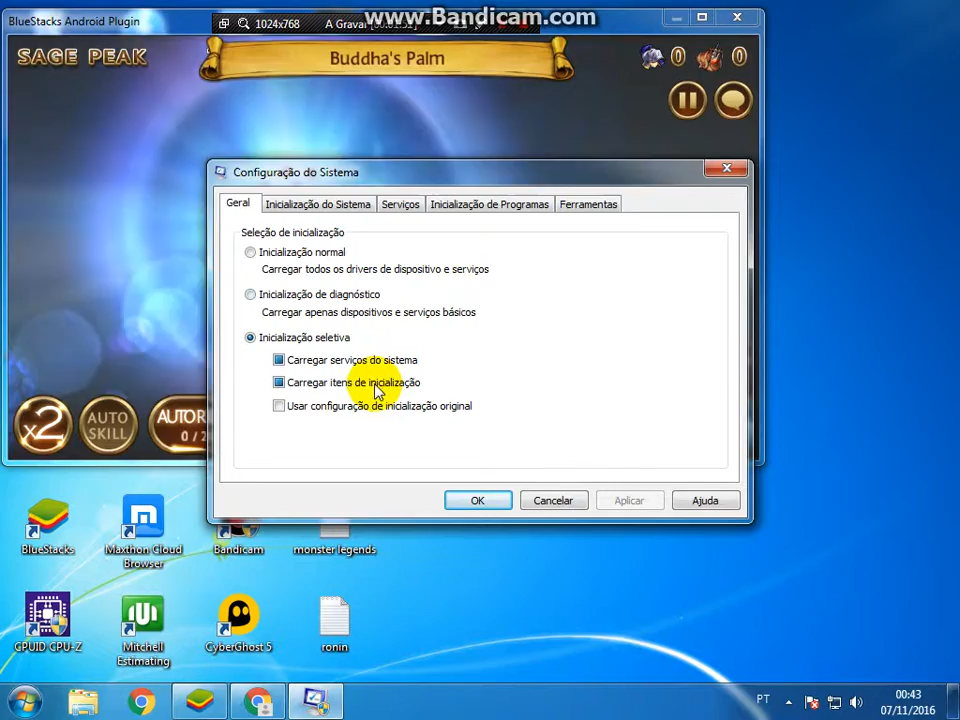 BlueStacks Android Plugin
1024x768
A Gravar
www.Bandicam.com
SAGE PEAK
Buddha's Palm
0
0
Configuração do Sistema
Geral
Inicialização do Sistema
Serviços
Inicialização de Programas
Ferramentas
Seleção de inicialização
Inicialização normal
Carregar todos os drivers de dispositivo e serviços
Inicialização de diagnóstico
Carregar apenas dispositivos e serviços básicos
Inicialização seletiva
Carregar serviços do sistema
Carregar itens de inicialização
Usar configuração de inicialização original
x2
AUTO
SKILL
OK
Cancelar
Aplicar
Ajuda
BlueStacks
Maxthon Cloud
Browser
Bandicam
monster legends
CPUID CPU-Z
Mitchell
Estimating
CyberGhost 5
ronin
PT
00:43
07/11/2016